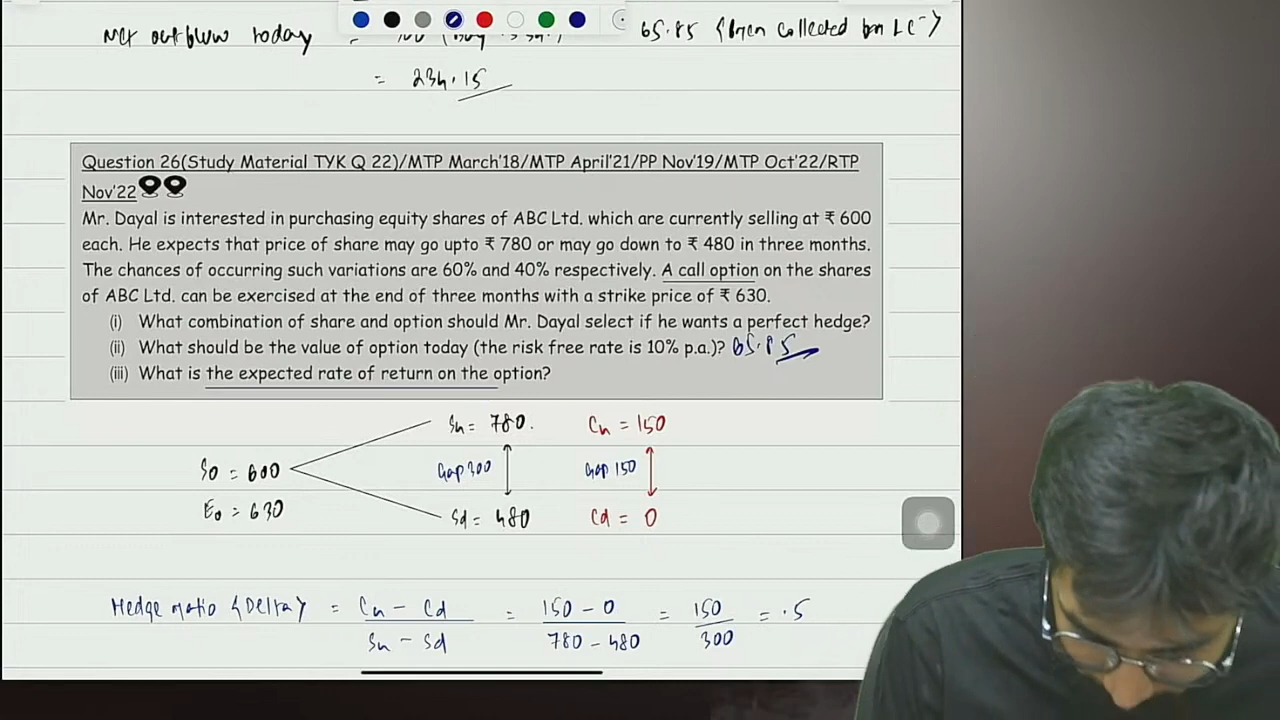 Net outflow today = 65.85 {been collected
= 234.15
Question 26(Study Material TYK Q 22)/MTP March'18/MTP April'21/PP Nov'19/MTP Oct'22/RTP
Nov'22
Mr. Dayal is interested in purchasing equity shares of ABC Ltd. which are currently selling at ₹ 600
each. He expects that price of share may go upto ₹ 780 or may go down to ₹ 480 in three months.
The chances of occurring such variations are 60% and 40% respectively. A call option on the shares
of ABC Ltd. can be exercised at the end of three months with a strike price of ₹ 630.
(i) What combination of share and option should Mr. Dayal select if he wants a perfect hedge?
(ii) What should be the value of option today (the risk free rate is 10% p.a.)? 65.85
(iii) What is the expected rate of return on the option?
Su = 780. Cu = 150
S0 = 600 Gap 300 Gap 150
E0 = 630 Sd = 480 Cd = 0
Hedge ratio {Delta} = Cu - Cd = 150 - 0 = 150 = .5
Su - Sd 780 - 480 300